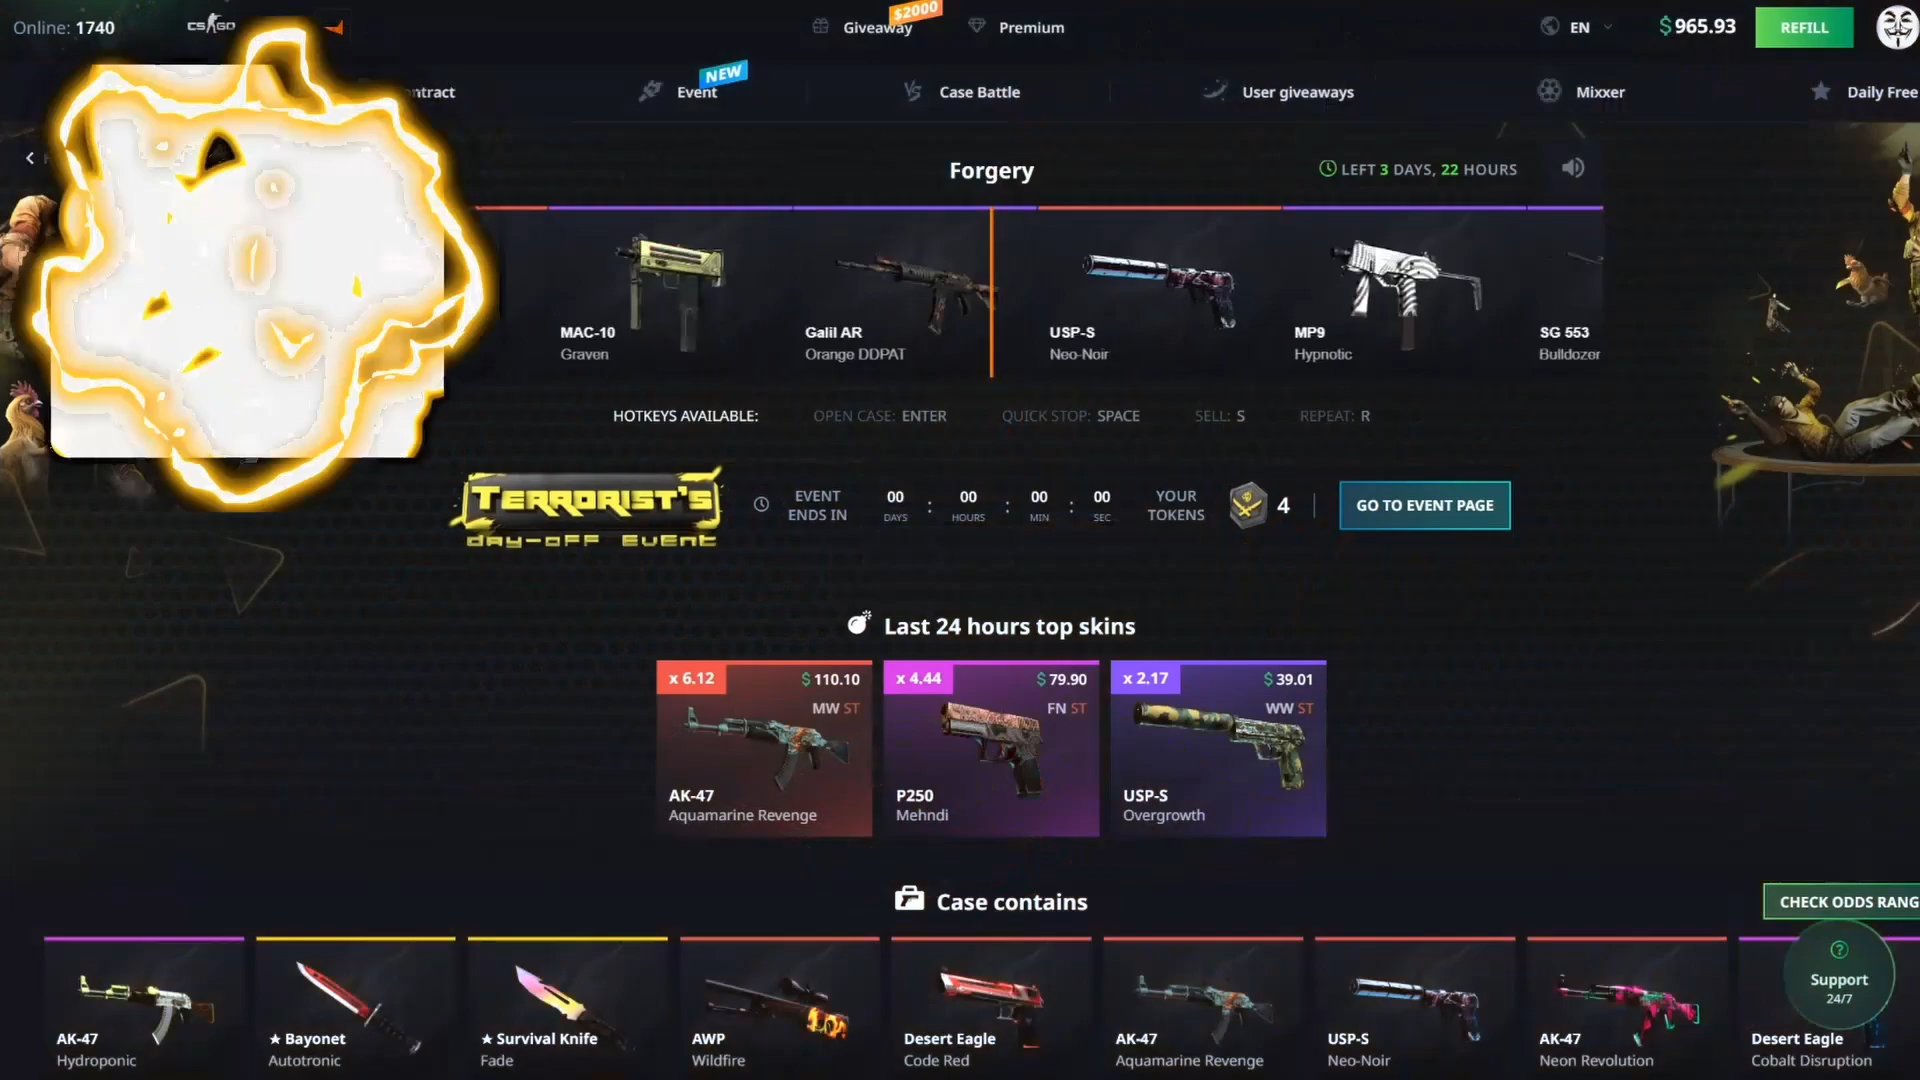 Online: 1740
CS GO
Giveaway
$2000
Premium
EN
$965.93
REFILL
ontract
Event
NEW
Case Battle
User giveaways
Mixxer
Daily Free
Forgery
LEFT 3 DAYS, 22 HOURS
MAC-10
Graven
Galil AR
Orange DDPAT
USP-S
Neo-Noir
MP9
Hypnotic
SG 553
Bulldozer
HOTKEYS AVAILABLE:
OPEN CASE: ENTER
QUICK STOP: SPACE
SELL: S
REPEAT: R
TERRORIST'S
DAY-OFF EVENT
EVENT
ENDS IN
00 : 00 : 00 : 00
DAYS HOURS MIN SEC
YOUR
TOKENS
4
GO TO EVENT PAGE
Last 24 hours top skins
x 6.12
$110.10
MW ST
AK-47
Aquamarine Revenge
x 4.44
$79.90
FN ST
P250
Mehndi
x 2.17
$39.01
WW ST
USP-S
Overgrowth
Case contains
CHECK ODDS RANG
AK-47
Hydroponic
★ Bayonet
Autotronic
★ Survival Knife
Fade
AWP
Wildfire
Desert Eagle
Code Red
AK-47
Aquamarine Revenge
USP-S
Neo-Noir
AK-47
Neon Revolution
Desert Eagle
Cobalt Disruption
Support
24/7